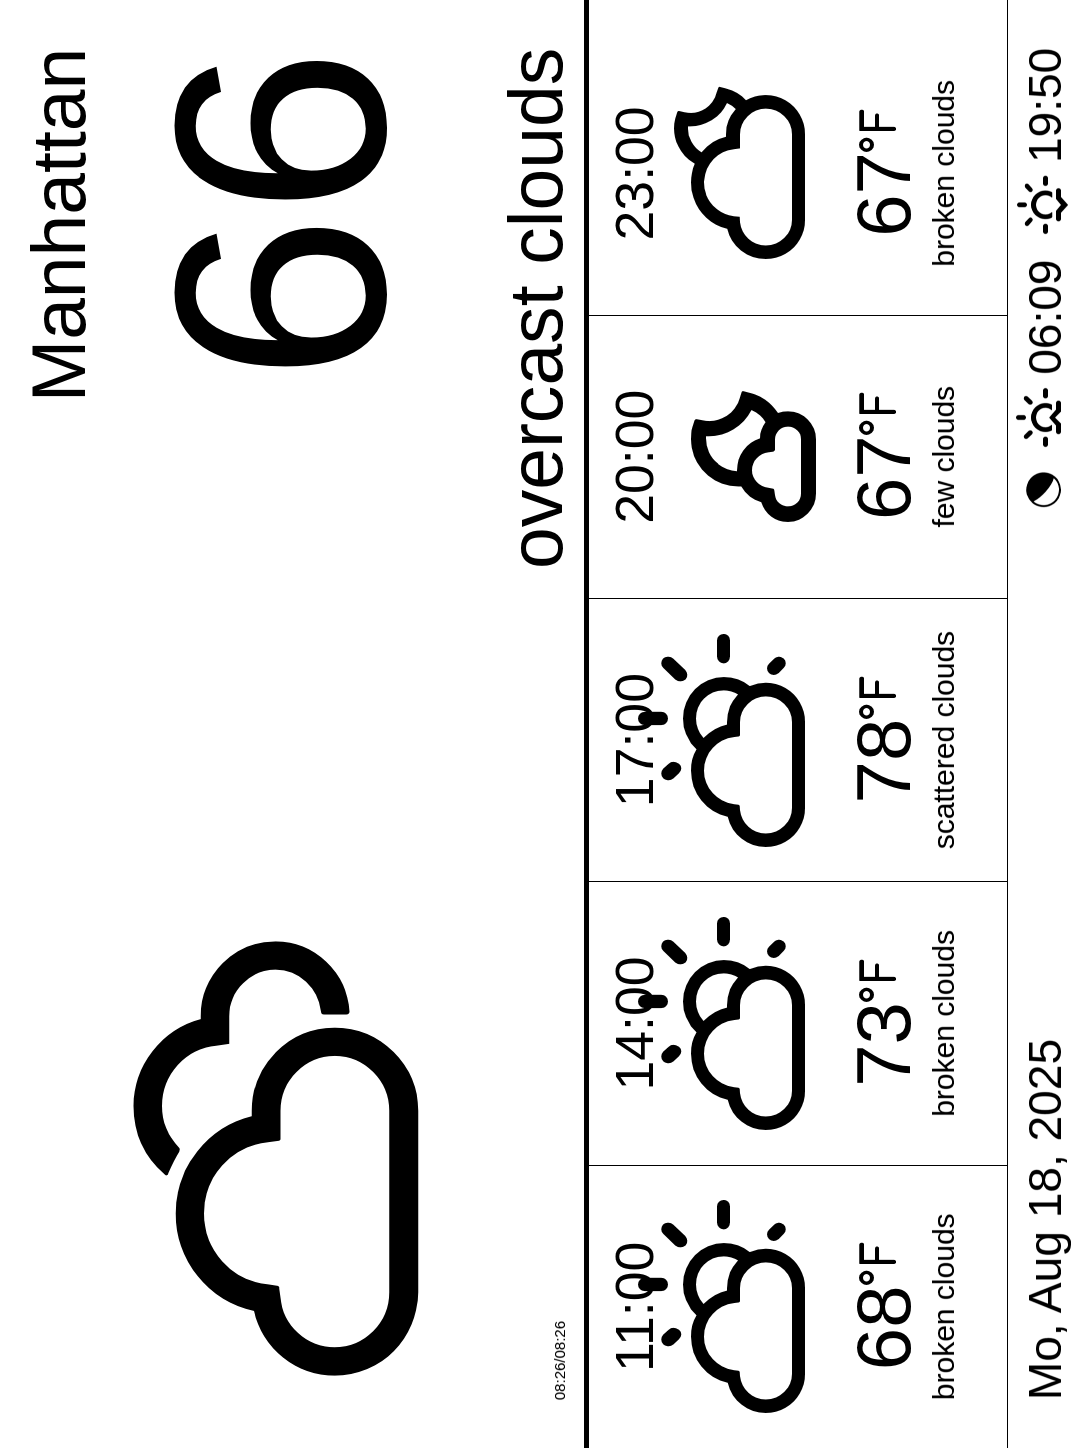 Manhattan
66
overcast clouds
08:26/08:26
11:00
68°F
broken clouds
14:00
73°F
broken clouds
17:00
78°F
scattered clouds
20:00
67°F
few clouds
23:00
67°F
broken clouds
Mo, Aug 18, 2025
06:09 19:50